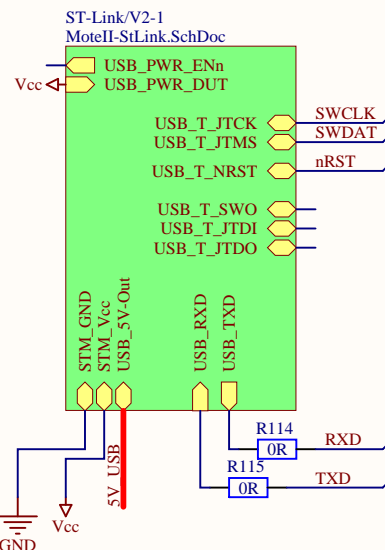 ST-Link/V2-1
MoteII-StLink.SchDoc
USB_PWR_ENn
Vcc
USB_PWR_DUT
USB_T_JTCK
SWCLK
USB_T_JTMS
SWDAT
USB_T_NRST
nRST
USB_T_SWO
USB_T_JTDI
USB_T_JTDO
STM_GND
STM_Vcc
USB_5V-Out
USB_RXD
USB_TXD
5V_USB
R114
0R
RXD
R115
0R
TXD
Vcc
GND